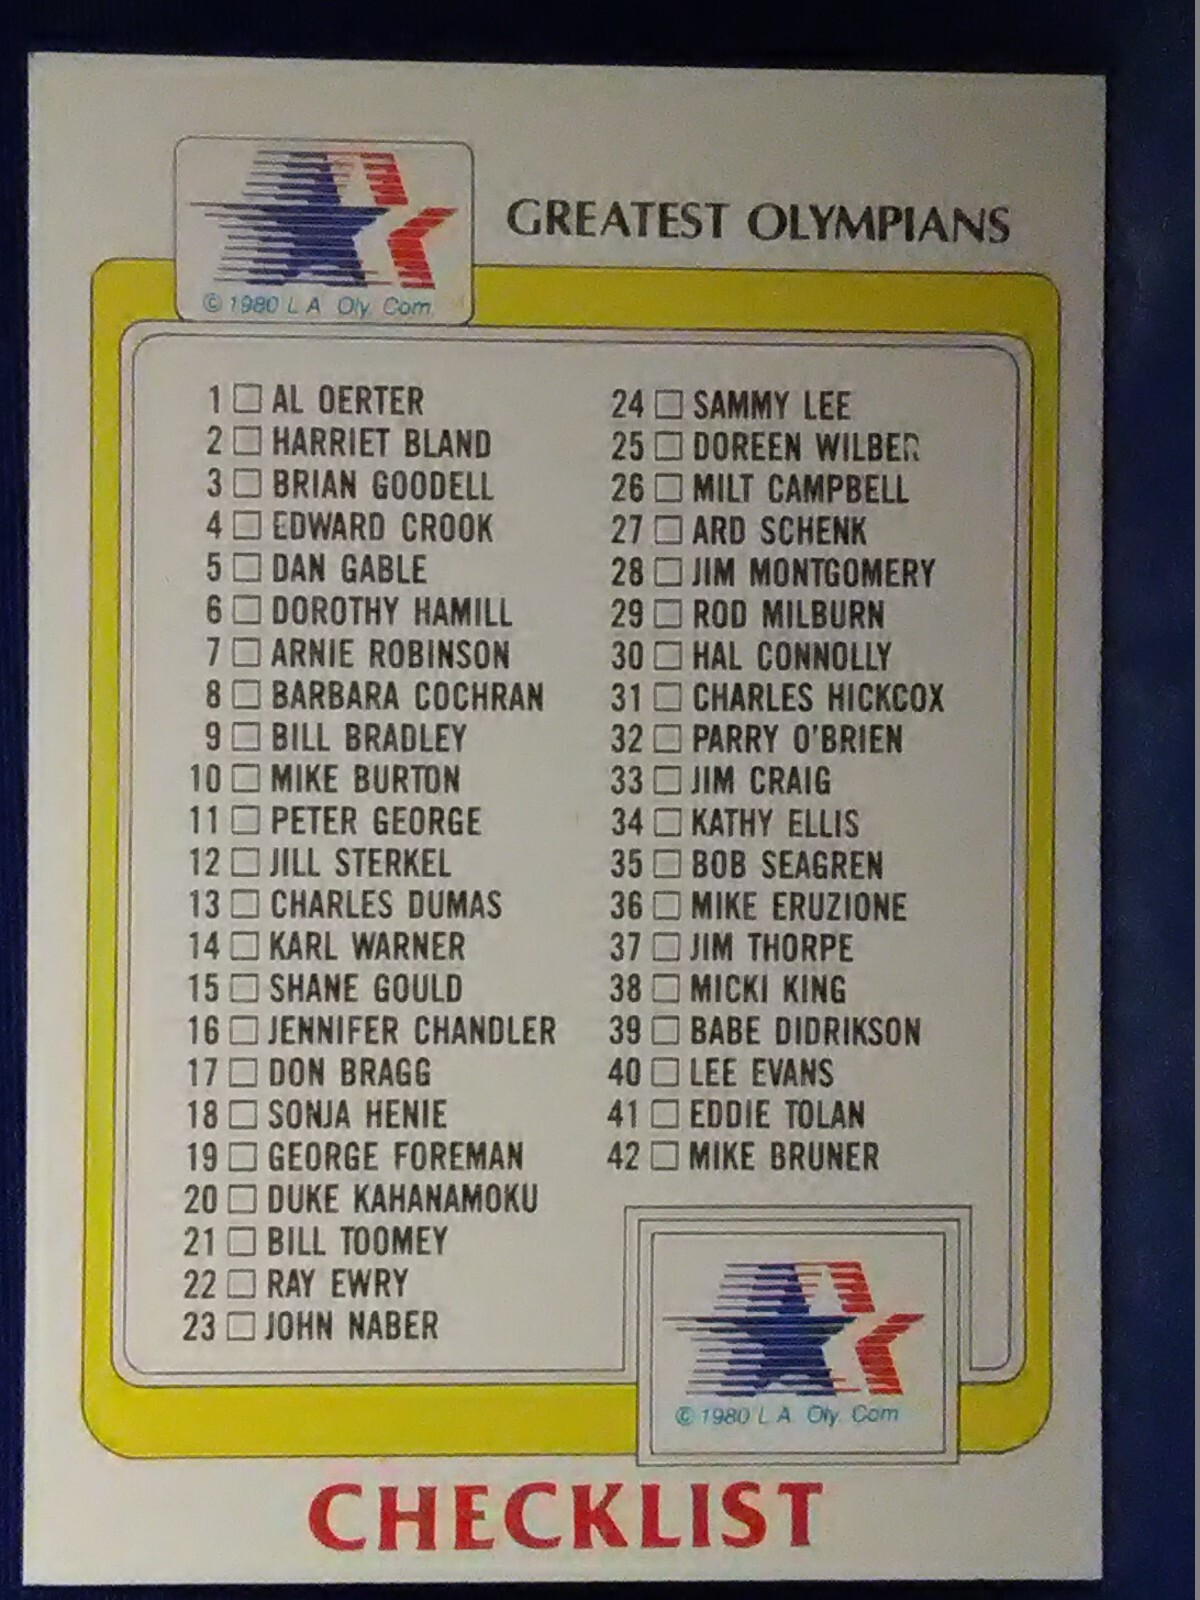 GREATEST OLYMPIANS
© 1980 L.A. Oly. Com.
1 □ AL OERTER
2 □ HARRIET BLAND
3 □ BRIAN GOODELL
4 □ EDWARD CROOK
5 □ DAN GABLE
6 □ DOROTHY HAMILL
7 □ ARNIE ROBINSON
8 □ BARBARA COCHRAN
9 □ BILL BRADLEY
10 □ MIKE BURTON
11 □ PETER GEORGE
12 □ JILL STERKEL
13 □ CHARLES DUMAS
14 □ KARL WARNER
15 □ SHANE GOULD
16 □ JENNIFER CHANDLER
17 □ DON BRAGG
18 □ SONJA HENIE
19 □ GEORGE FOREMAN
20 □ DUKE KAHANAMOKU
21 □ BILL TOOMEY
22 □ RAY EWRY
23 □ JOHN NABER
24 □ SAMMY LEE
25 □ DOREEN WILBER
26 □ MILT CAMPBELL
27 □ ARD SCHENK
28 □ JIM MONTGOMERY
29 □ ROD MILBURN
30 □ HAL CONNOLLY
31 □ CHARLES HICKCOX
32 □ PARRY O'BRIEN
33 □ JIM CRAIG
34 □ KATHY ELLIS
35 □ BOB SEAGREN
36 □ MIKE ERUZIONE
37 □ JIM THORPE
38 □ MICKI KING
39 □ BABE DIDRIKSON
40 □ LEE EVANS
41 □ EDDIE TOLAN
42 □ MIKE BRUNER
© 1980 L.A. Oly. Com
CHECKLIST